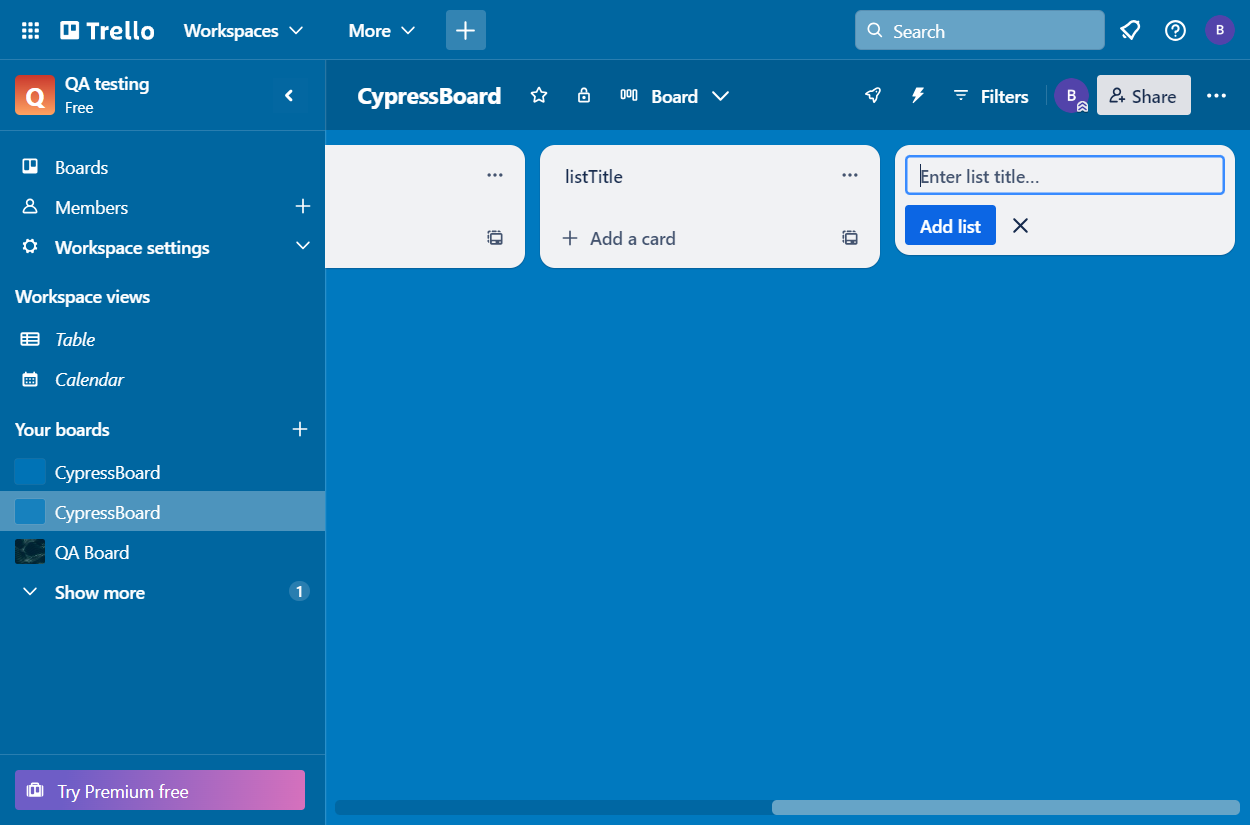 Trello
Workspaces
More
Search
B
Q
QA testing
Free
CypressBoard
Board
Filters
B
Share
Boards
Members
Workspace settings
Workspace views
Table
Calendar
Your boards
CypressBoard
CypressBoard
QA Board
Show more
1
Try Premium free
listTitle
Add a card
Enter list title...
Add list